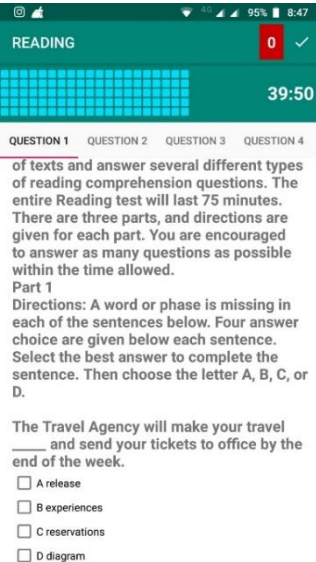 4G 95% 8:47
READING 0
39:50
QUESTION 1 QUESTION 2 QUESTION 3 QUESTION 4
of texts and answer several different types
of reading comprehension questions. The
entire Reading test will last 75 minutes.
There are three parts, and directions are
given for each part. You are encouraged
to answer as many questions as possible
within the time allowed.
Part 1
Directions: A word or phase is missing in
each of the sentences below. Four answer
choice are given below each sentence.
Select the best answer to complete the
sentence. Then choose the letter A, B, C, or
D.
The Travel Agency will make your travel
_____ and send your tickets to office by the
end of the week.
A release
B experiences
C reservations
D diagram